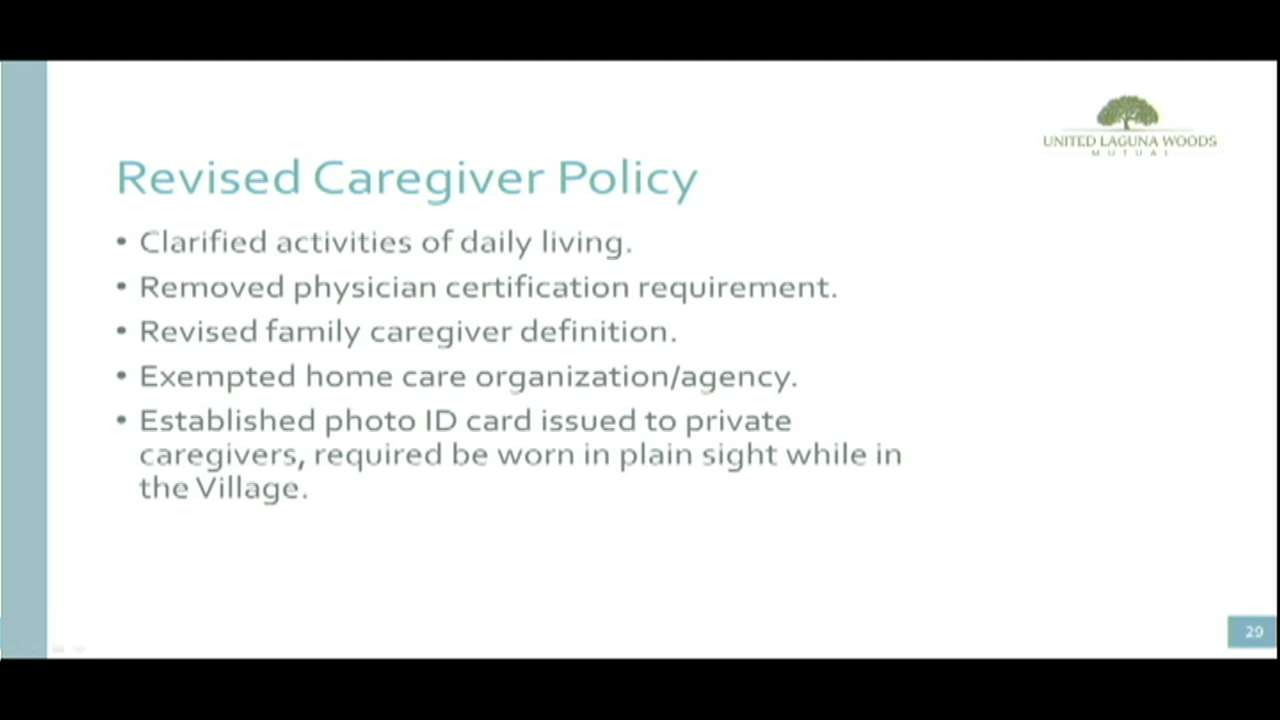 UNITED LAGUNA WOODS
MUTUAL
Revised Caregiver Policy
• Clarified activities of daily living.
• Removed physician certification requirement.
• Revised family caregiver definition.
• Exempted home care organization/agency.
• Established photo ID card issued to private
caregivers, required be worn in plain sight while in
the Village.
29